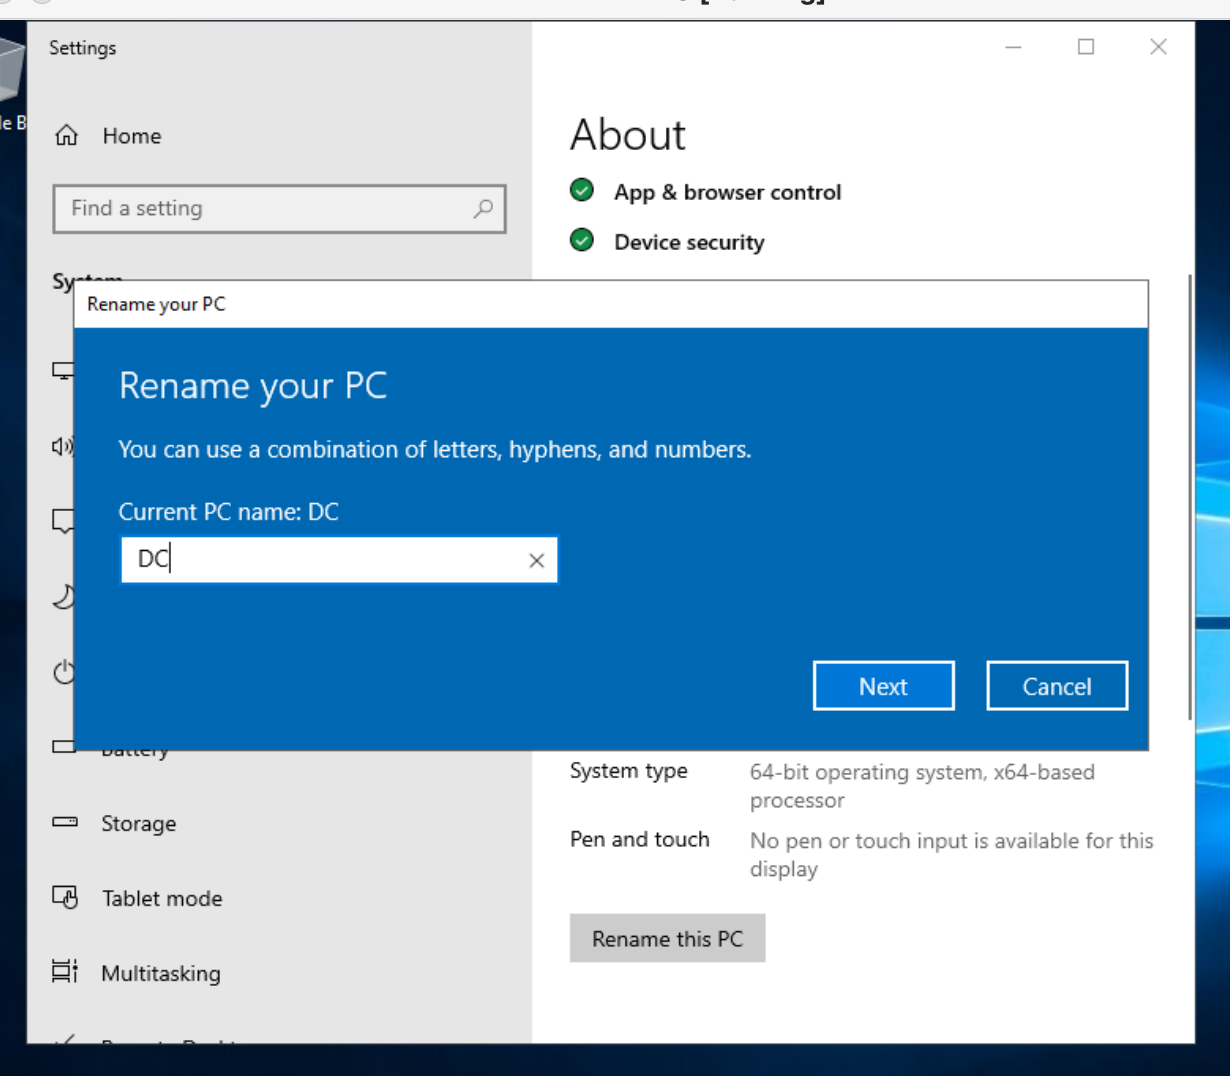 Settings
Home
Find a setting
System
About
App & browser control
Device security
Rename your PC
Rename your PC
You can use a combination of letters, hyphens, and numbers.
Current PC name: DC
DC
Next
Cancel
Battery
Storage
Tablet mode
Multitasking
System type
64-bit operating system, x64-based
processor
Pen and touch
No pen or touch input is available for this
display
Rename this PC